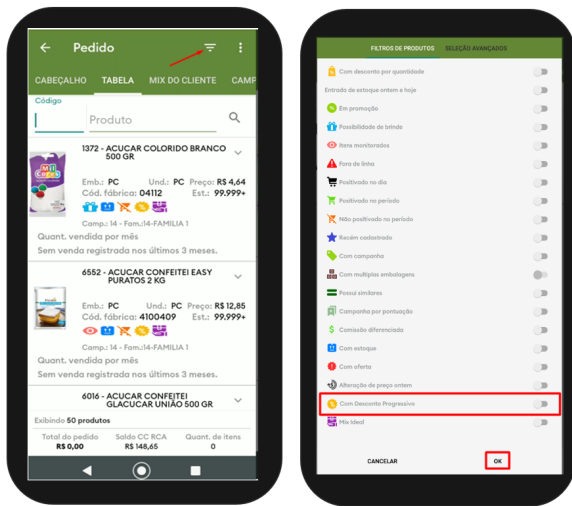 Pedido
CABEÇALHO TABELA MIX DO CLIENTE CAMP
Código
Produto
1372 - ACUCAR COLORIDO BRANCO
500 GR
Emb.: PC Und.: PC Preço: R$ 4,64
Cód. fábrica: 04112 Est.: 99,999+
Camp.: 14 - Fam.:14-FAMILIA 1
Quant. vendida por mês
Sem venda registrada nos últimos 3 meses.
6552 - ACUCAR CONFEITEI EASY
PURATOS 2 KG
Emb.: PC Und.: PC Preço: R$ 12,85
Cód. fábrica: 4100409 Est.: 99,999+
Camp.: 14 - Fam.:14-FAMILIA 1
Quant. vendida por mês
Sem venda registrada nos últimos 3 meses.
6016 - ACUCAR CONFEITEI
GLACUCAR UNIÃO 500 GR
Exibindo 50 produtos
Total do pedido Saldo CC RCA Quant. de itens
R$ 0,00 R$ 148,65 0
FILTROS DE PRODUTOS SELEÇÃO AVANÇADOS
Com desconto por quantidade
Entrada de estoque ontem e hoje
Em promoção
Possibilidade de brinde
Itens monitorados
Fora de linha
Positivado no dia
Positivado no período
Não positivado no período
Recém cadastrado
Com campanha
Com multiplas embalagens
Possui similares
Campanha por pontuação
Comissão diferenciada
Com estoque
Com oferta
Alteração de preço ontem
Com Desconto Progressivo
Mix Ideal
CANCELAR OK